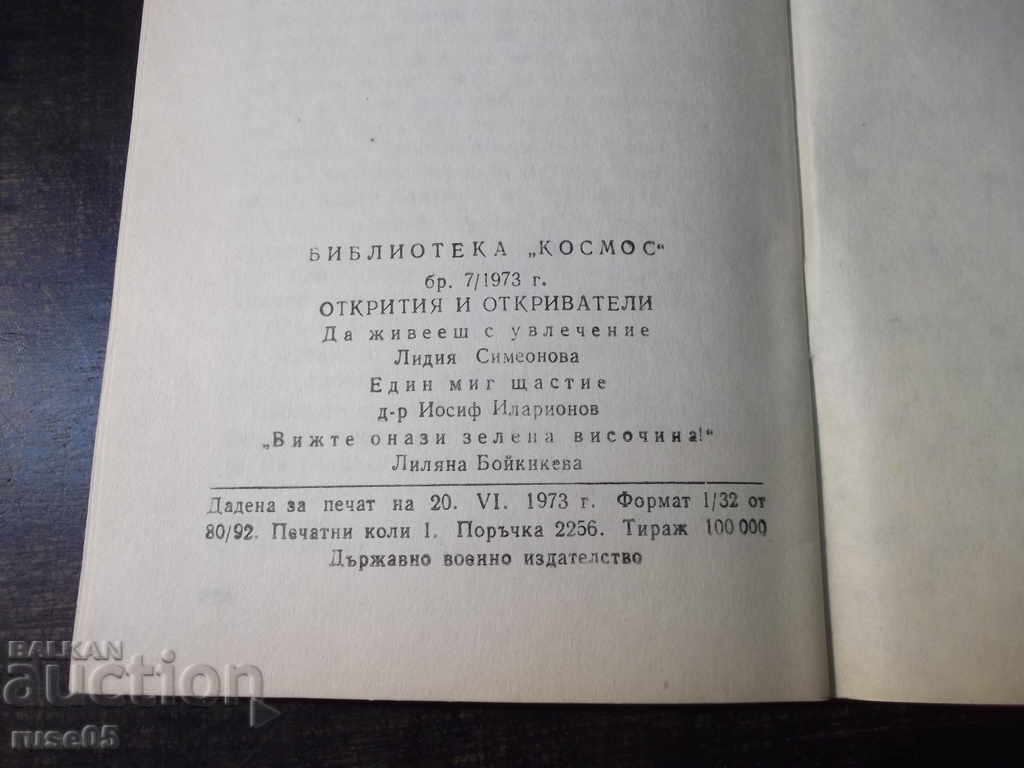 БИБЛИОТЕКА „КОСМОС“
бр. 7/1973 г.
ОТКРИТИЯ И ОТКРИВАТЕЛИ
Да живееш с увлечение
Лидия Симеонова
Един миг щастие
д-р Иосиф Иларионов
„Вижте онази зелена височина!“
Лиляна Бойкикева
Дадена за печат на 20. VI. 1973 г. Формат 1/32 от
80/92. Печатни коли 1. Поръчка 2256. Тираж 100 000
Държавно военно издателство
BALKAN
auction
ruse05